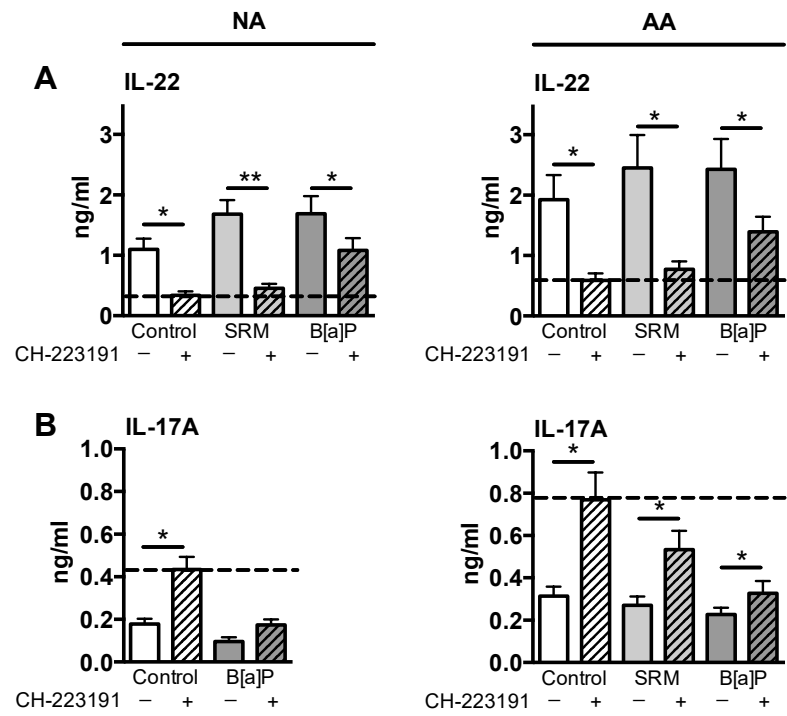 NA AA
A IL-22 IL-22
* ** * * * *
3 3
ng/ml ng/ml
2 2
1 1
0 0
Control SRM B[a]P Control SRM B[a]P
CH-223191 – + – + – + CH-223191 – + – + – +
B IL-17A IL-17A
* * * *
1.0 1.0
0.8 0.8
ng/ml ng/ml
0.6 0.6
0.4 0.4
0.2 0.2
0.0 0.0
Control B[a]P Control SRM B[a]P
CH-223191 – + – + CH-223191 – + – + – +